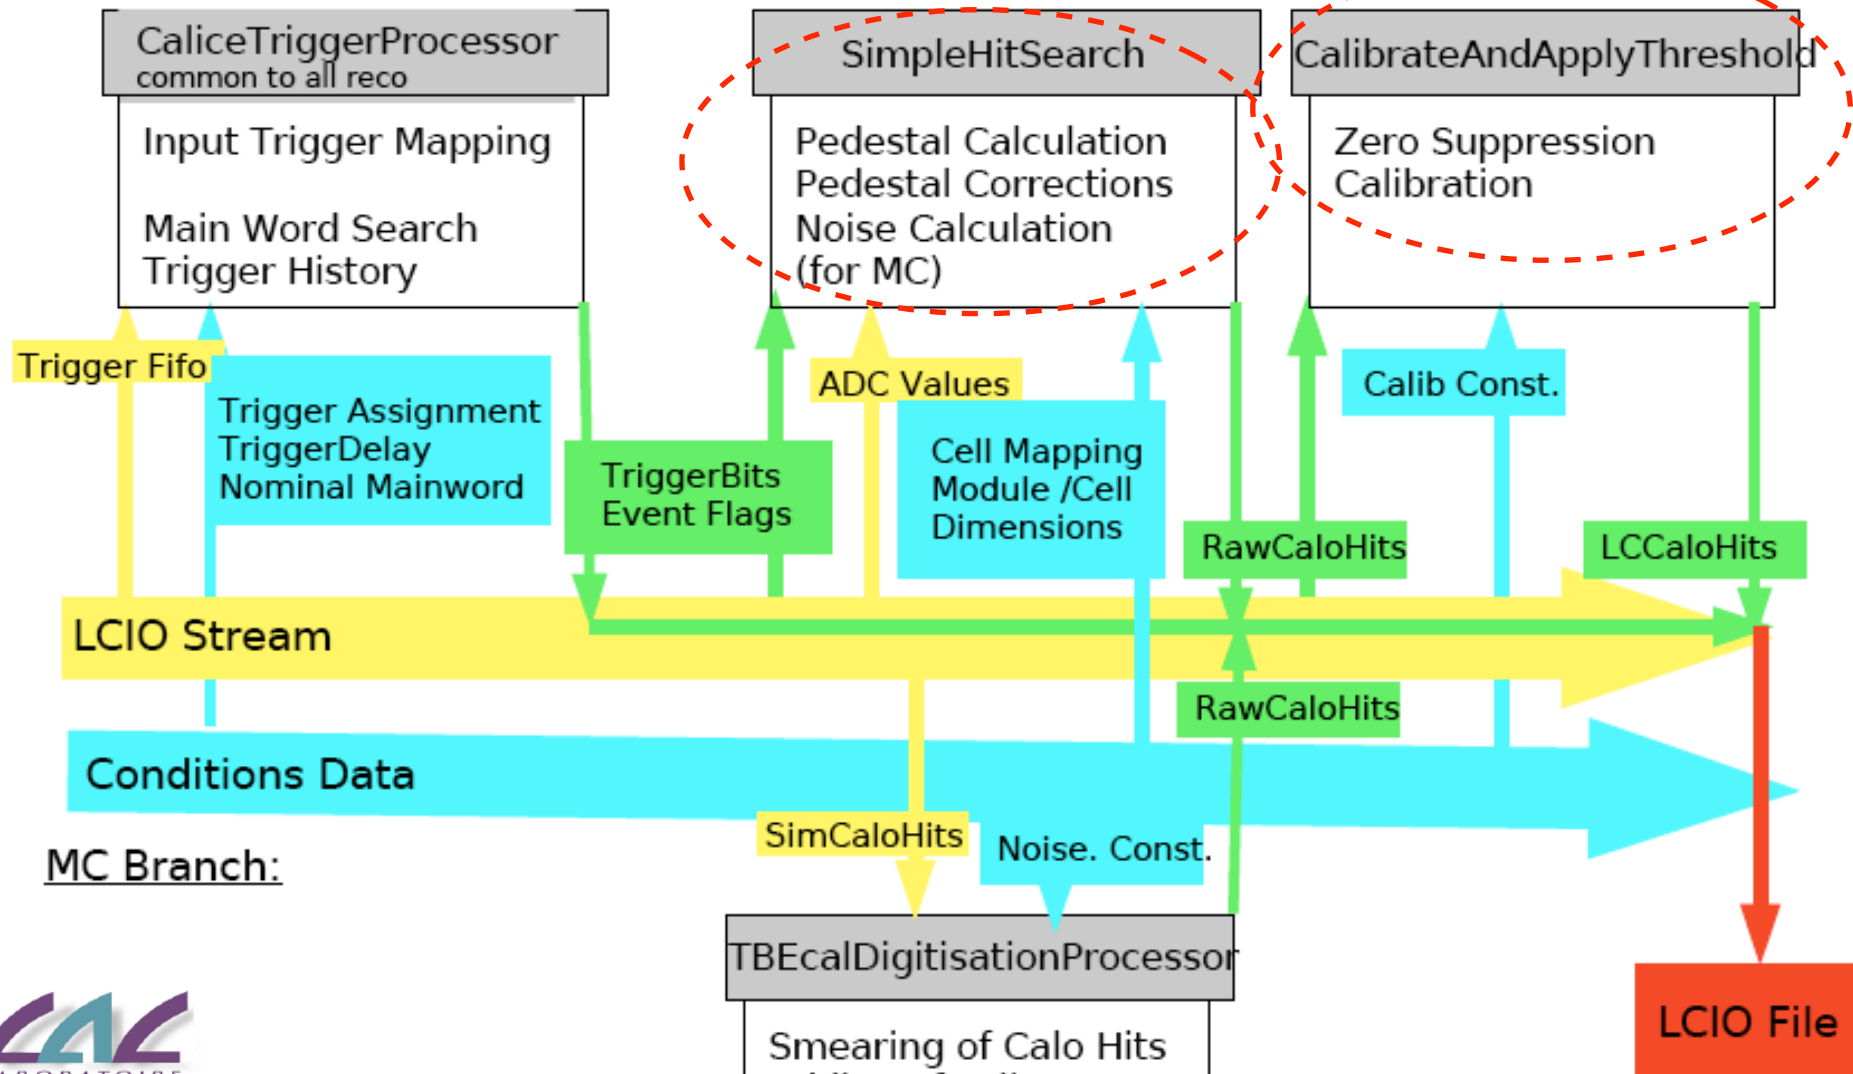 CaliceTriggerProcessor
common to all reco
Input Trigger Mapping
Main Word Search
Trigger History
SimpleHitSearch
Pedestal Calculation
Pedestal Corrections
Noise Calculation
(for MC)
CalibrateAndApplyThreshold
Zero Suppression
Calibration
Trigger Fifo
Trigger Assignment
TriggerDelay
Nominal Mainword
TriggerBits
Event Flags
ADC Values
Cell Mapping
Module /Cell
Dimensions
RawCaloHits
Calib Const.
LCCaloHits
LCIO Stream
RawCaloHits
Conditions Data
SimCaloHits
Noise. Const.
MC Branch:
TBEcalDigitisationProcessor
Smearing of Calo Hits
LCIO File